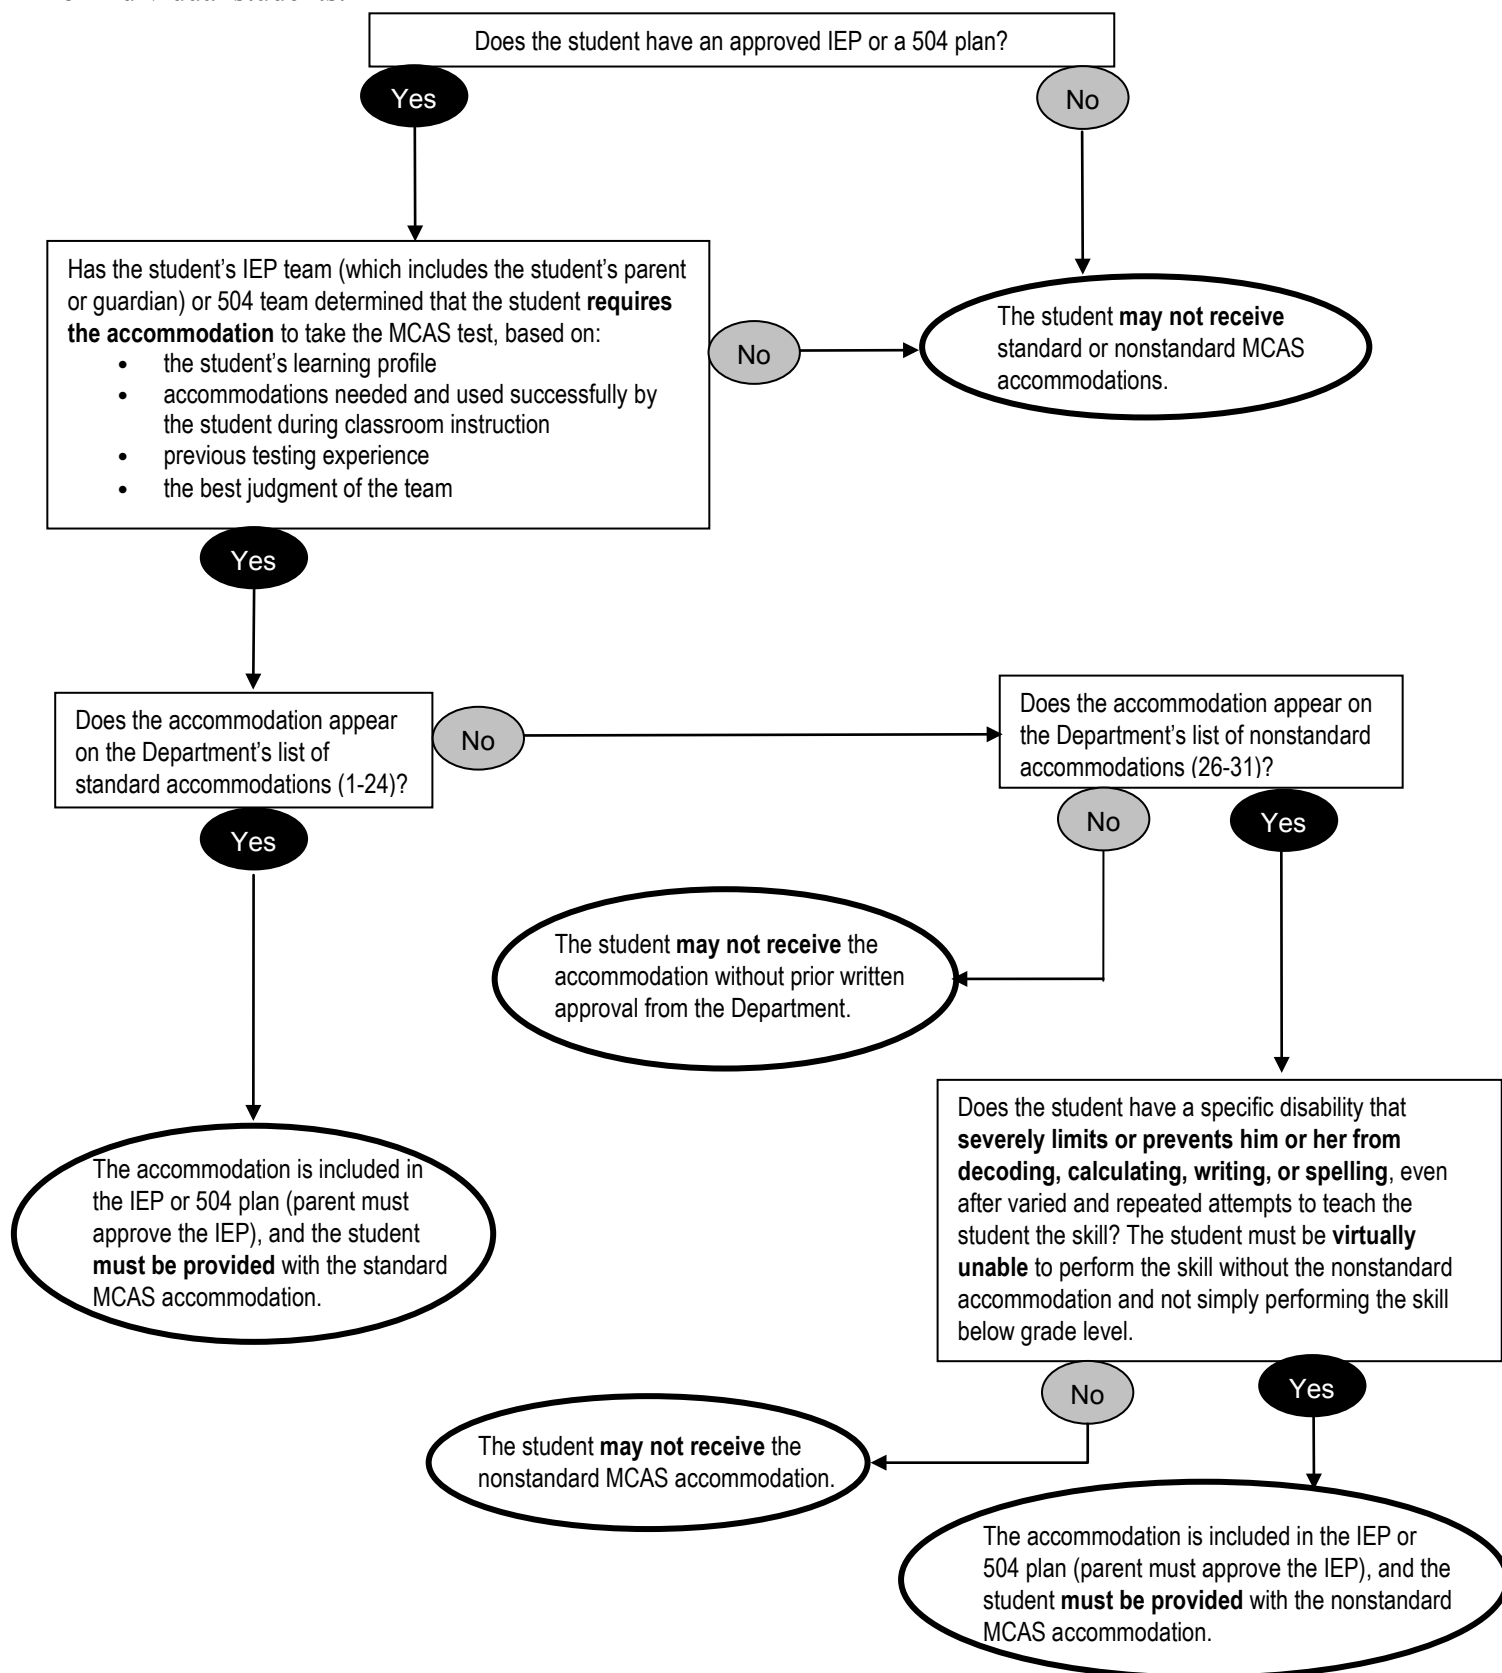 Does the student have an approved IEP or a 504 plan?
Yes
No
Has the student's IEP team (which includes the student's parent
or guardian) or 504 team determined that the student requires
the accommodation to take the MCAS test, based on:
• the student's learning profile
• accommodations needed and used successfully by
the student during classroom instruction
• previous testing experience
• the best judgment of the team
No
The student may not receive
standard or nonstandard MCAS
accommodations.
Yes
Does the accommodation appear
on the Department's list of
standard accommodations (1-24)?
No
Does the accommodation appear on
the Department's list of nonstandard
accommodations (26-31)?
Yes
No
Yes
The student may not receive the
accommodation without prior written
approval from the Department.
The accommodation is included in
the IEP or 504 plan (parent must
approve the IEP), and the student
must be provided with the standard
MCAS accommodation.
Does the student have a specific disability that
severely limits or prevents him or her from
decoding, calculating, writing, or spelling, even
after varied and repeated attempts to teach the
student the skill? The student must be virtually
unable to perform the skill without the nonstandard
accommodation and not simply performing the skill
below grade level.
No
Yes
The student may not receive the
nonstandard MCAS accommodation.
The accommodation is included in the IEP or
504 plan (parent must approve the IEP), and the
student must be provided with the nonstandard
MCAS accommodation.